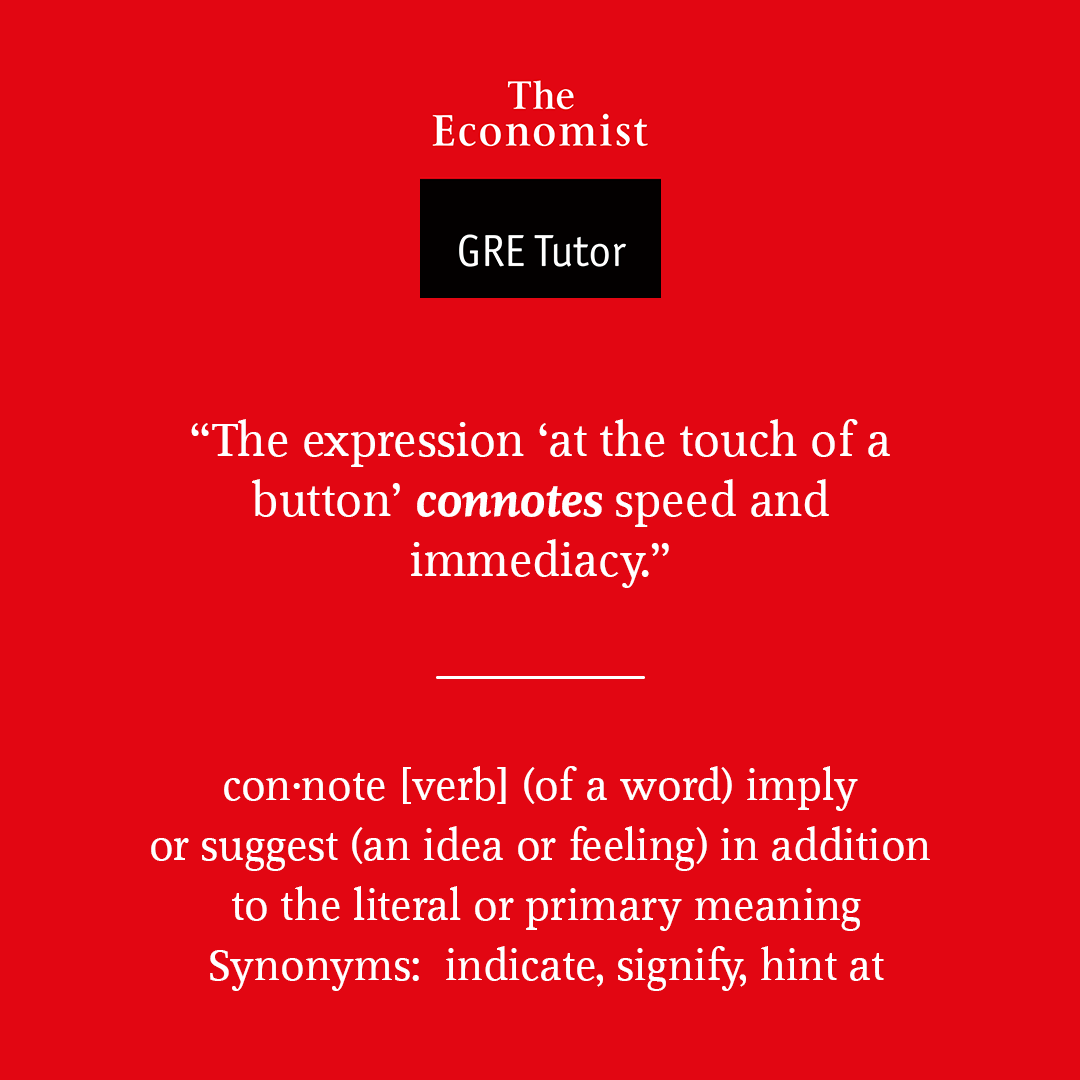 The
Economist
GRE Tutor
“The expression ‘at the touch of a
button’ connotes speed and
immediacy.”
con·note [verb] (of a word) imply
or suggest (an idea or feeling) in addition
to the literal or primary meaning
Synonyms:  indicate, signify, hint at